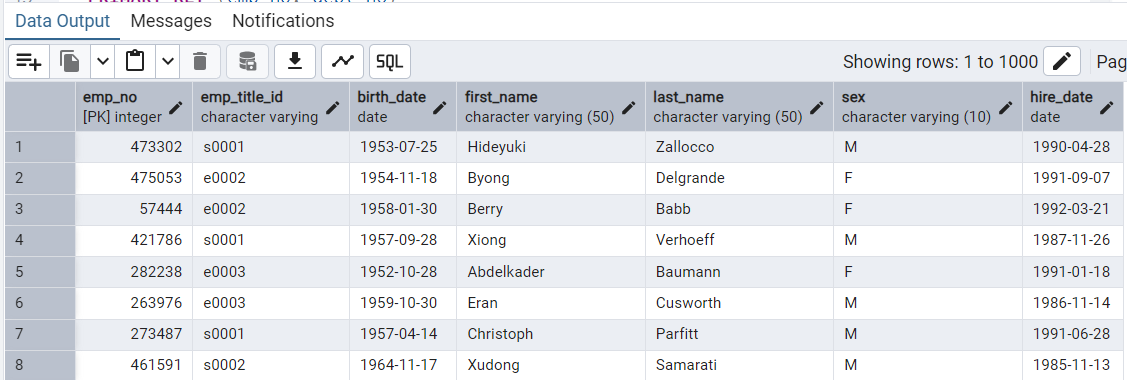 Data Output Messages Notifications
SQL Showing rows: 1 to 1000 Pag
emp_no emp_title_id birth_date first_name last_name sex hire_date
[PK] integer character varying date character varying (50) character varying (50) character varying (10) date
1 473302 s0001 1953-07-25 Hideyuki Zallocco M 1990-04-28
2 475053 e0002 1954-11-18 Byong Delgrande F 1991-09-07
3 57444 e0002 1958-01-30 Berry Babb F 1992-03-21
4 421786 s0001 1957-09-28 Xiong Verhoeff M 1987-11-26
5 282238 e0003 1952-10-28 Abdelkader Baumann F 1991-01-18
6 263976 e0003 1959-10-30 Eran Cusworth M 1986-11-14
7 273487 s0001 1957-04-14 Christoph Parfitt M 1991-06-28
8 461591 s0002 1964-11-17 Xudong Samarati M 1985-11-13